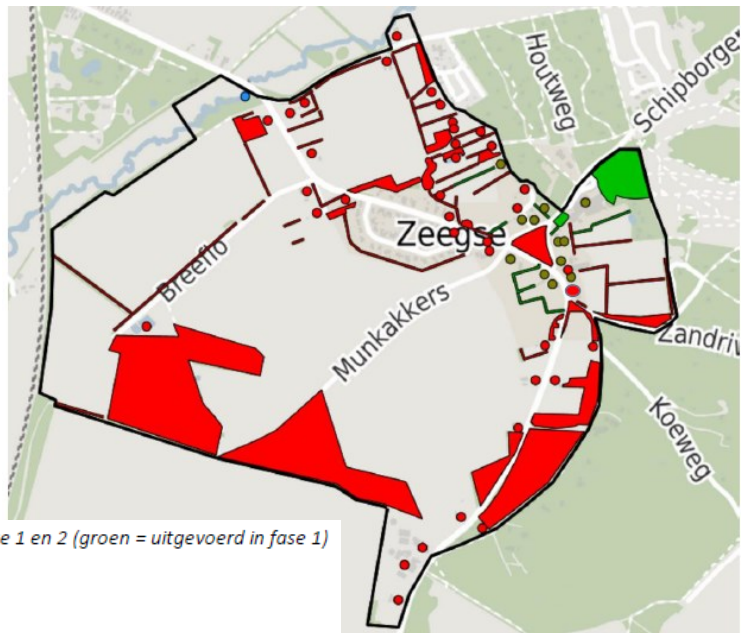 Houtweg
Schipborger
Zeegse
Breeflo
Munkakkers
Zandriv
Koeweg
e 1 en 2 (groen = uitgevoerd in fase 1)